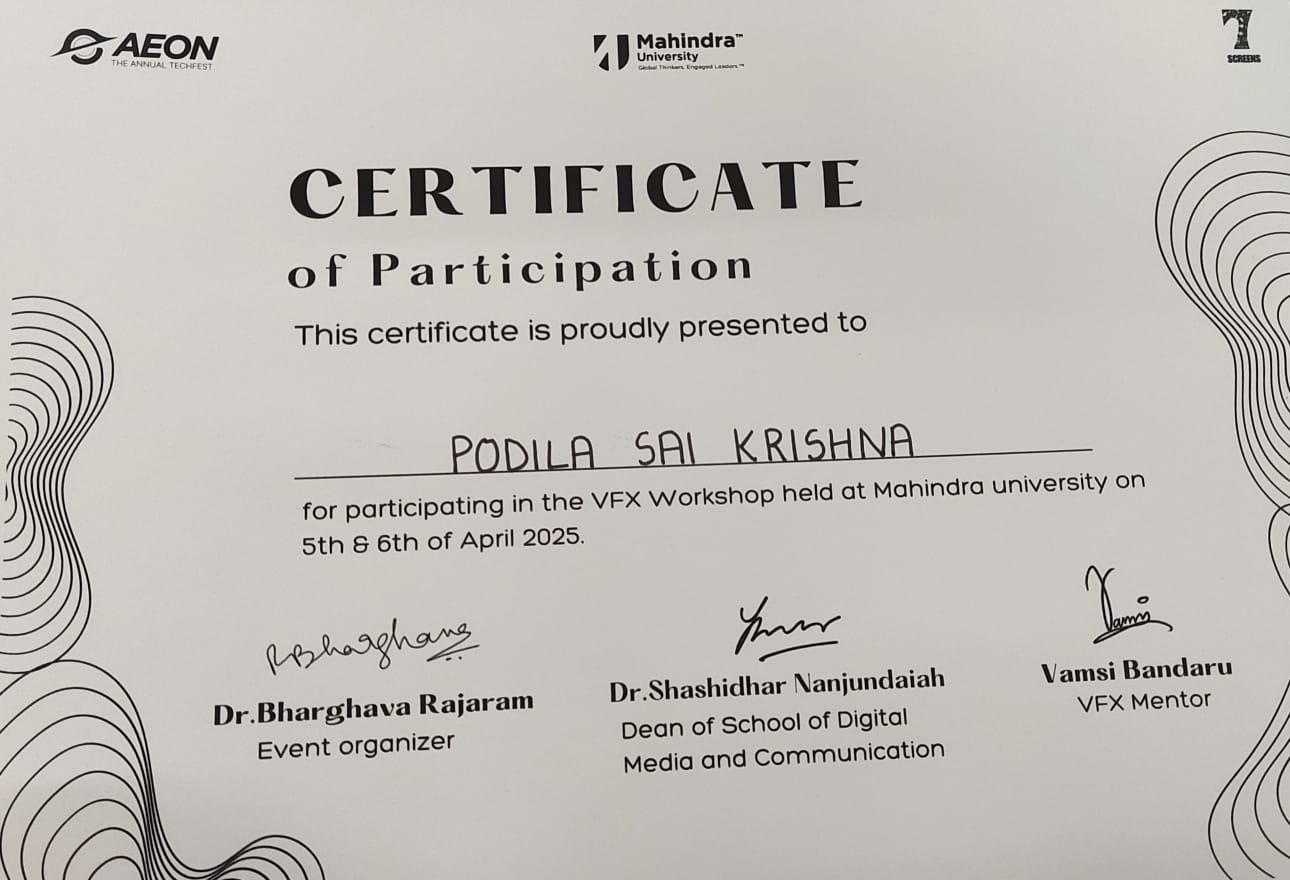 AEON
THE ANNUAL TECHFEST
Mahindra™
University
Global Thinkers. Engaged Leaders.™
7
SCREENS
CERTIFICATE
of Participation
This certificate is proudly presented to
PODILA SAI KRISHNA
for participating in the VFX Workshop held at Mahindra university on
5th & 6th of April 2025.
RBharghava
Dr.Bharghava Rajaram
Event organizer
Dr.Shashidhar Nanjundaiah
Dean of School of Digital
Media and Communication
Vamsi
Vamsi Bandaru
VFX Mentor